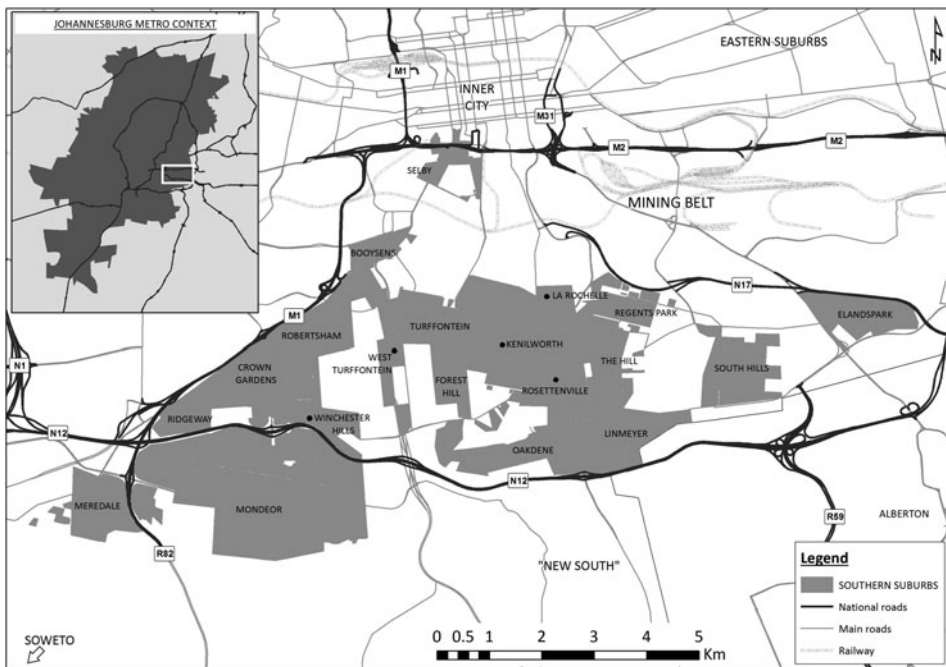 JOHANNESBURG METRO CONTEXT
EASTERN SUBURBS
N
M1
INNER
CITY
M31
M2
M2
SELBY
MINING BELT
BOOYSENS
N17
LA ROCHELLE
REGENTS PARK
ELANDSPARK
M1
ROBERTSHAM
TURFFONTEIN
KENILWORTH
N1
WEST
TURFFONTEIN
THE HILL
CROWN
GARDENS
FOREST
HILL
SOUTH HILLS
ROSETTENVILLE
RIDGEWAY
WINCHESTER
HILLS
N12
LINMEYER
OAKDENE
N12
MEREDALE
MONDEOR
R59
ALBERTON
R82
"NEW SOUTH"
Legend
SOUTHERN SUBURBS
National roads
Main roads
Railway
SOWETO
0 0.5 1 2 3 4 5
Km